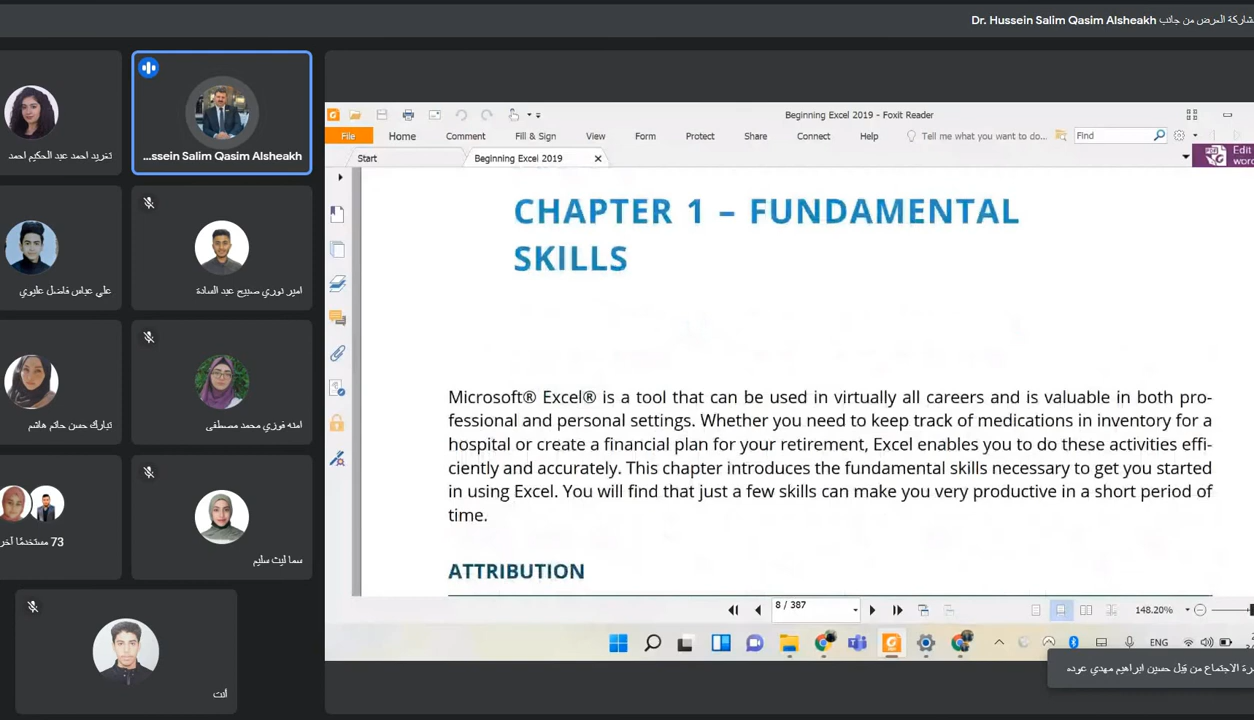 مشاركة العرض من جانب Dr. Hussein Salim Qasim Alsheakh
تغريد احمد عبد الحكيم احمد
...ssein Salim Qasim Alsheakh
علي عباس فاضل عليوي
امير نوري صبيح عبد السادة
تبارك حسن حاتم هاشم
امنه فوزي محمد مصطفى
73 مستخدمًا آخر
سما ليث سليم
أنت
Beginning Excel 2019 - Foxit Reader
File Home Comment Fill & Sign View Form Protect Share Connect Help Tell me what you want to do... Find
Start Beginning Excel 2019
Edit
word
CHAPTER 1 – FUNDAMENTAL
SKILLS
Microsoft® Excel® is a tool that can be used in virtually all careers and is valuable in both pro-
fessional and personal settings. Whether you need to keep track of medications in inventory for a
hospital or create a financial plan for your retirement, Excel enables you to do these activities effi-
ciently and accurately. This chapter introduces the fundamental skills necessary to get you started
in using Excel. You will find that just a few skills can make you very productive in a short period of
time.
ATTRIBUTION
8 / 387
148.20%
ENG
الاجتماع من قبل حسين ابراهيم مهدي عوده